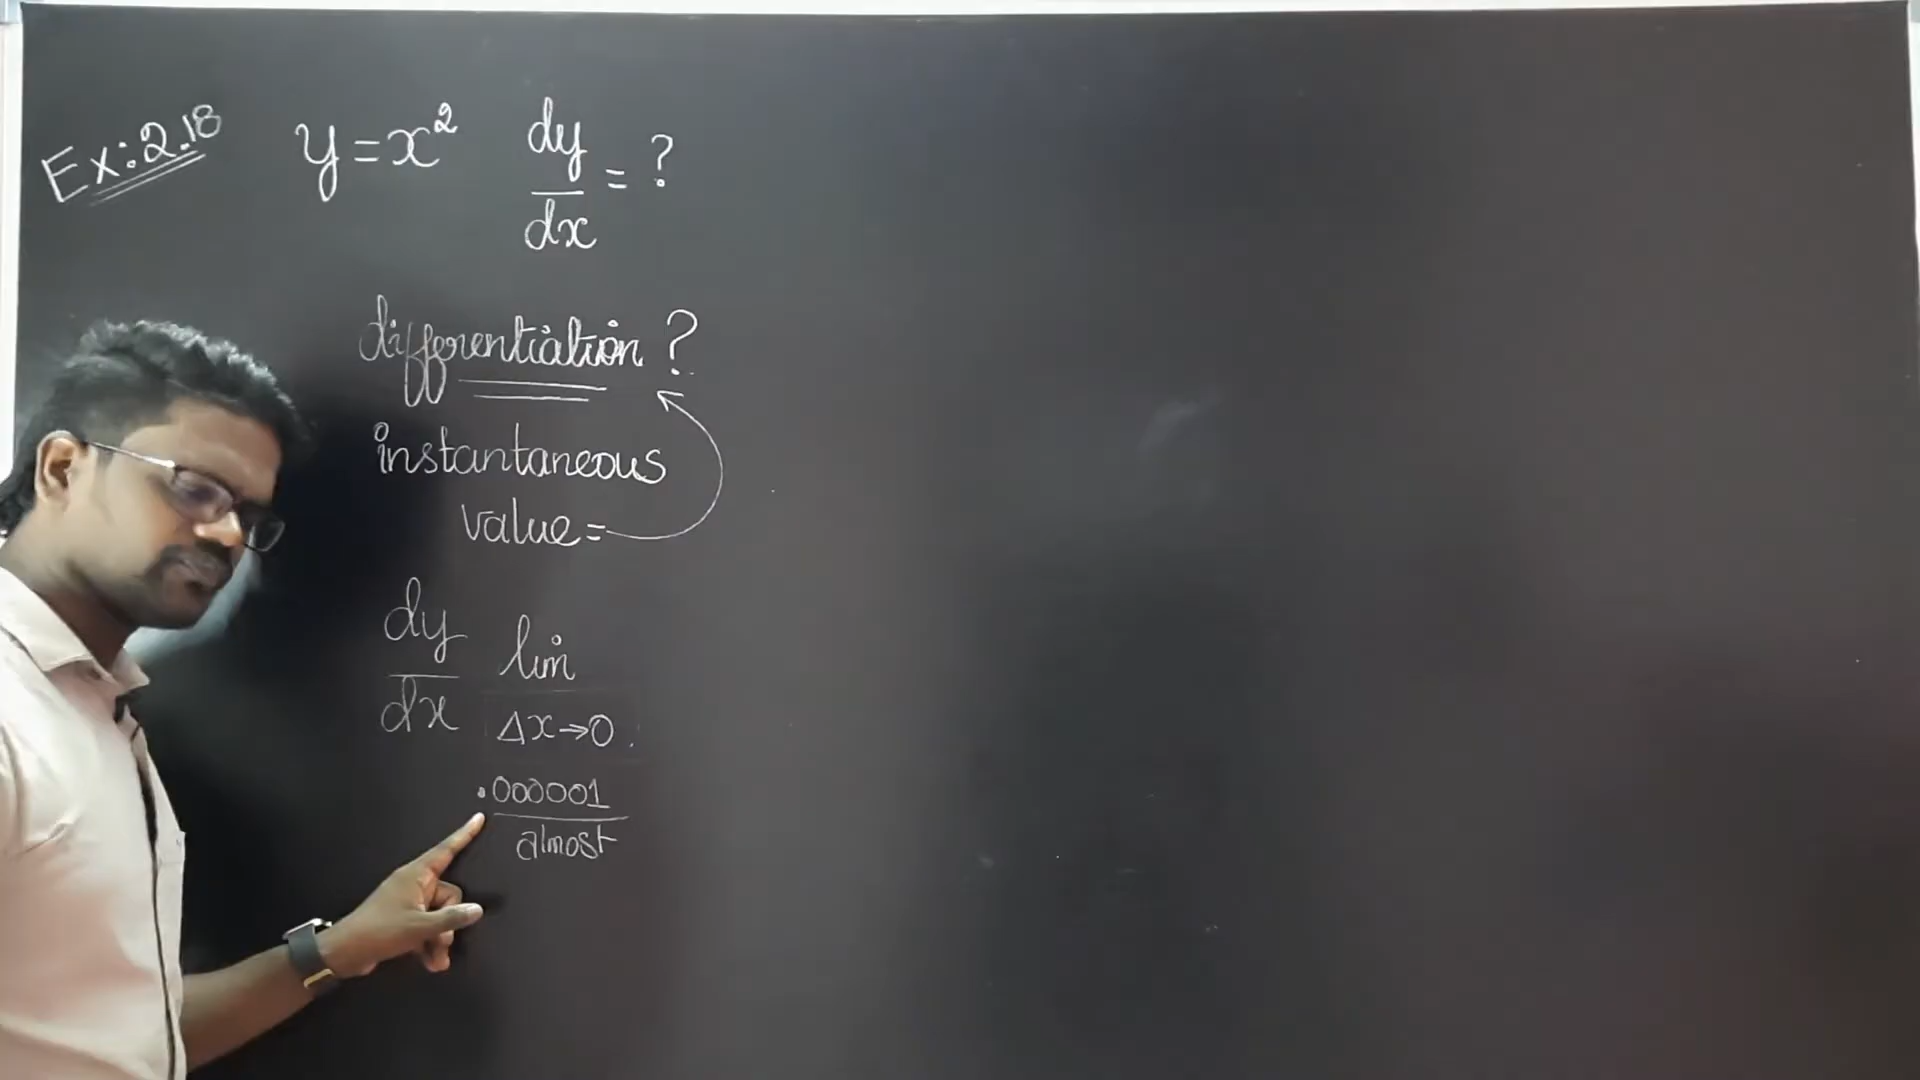 Ex:2.18
y=x² dy/dx = ?
differentiation ?
instantaneous
value=
dy/dx lim
Δx→0
.000001
almost